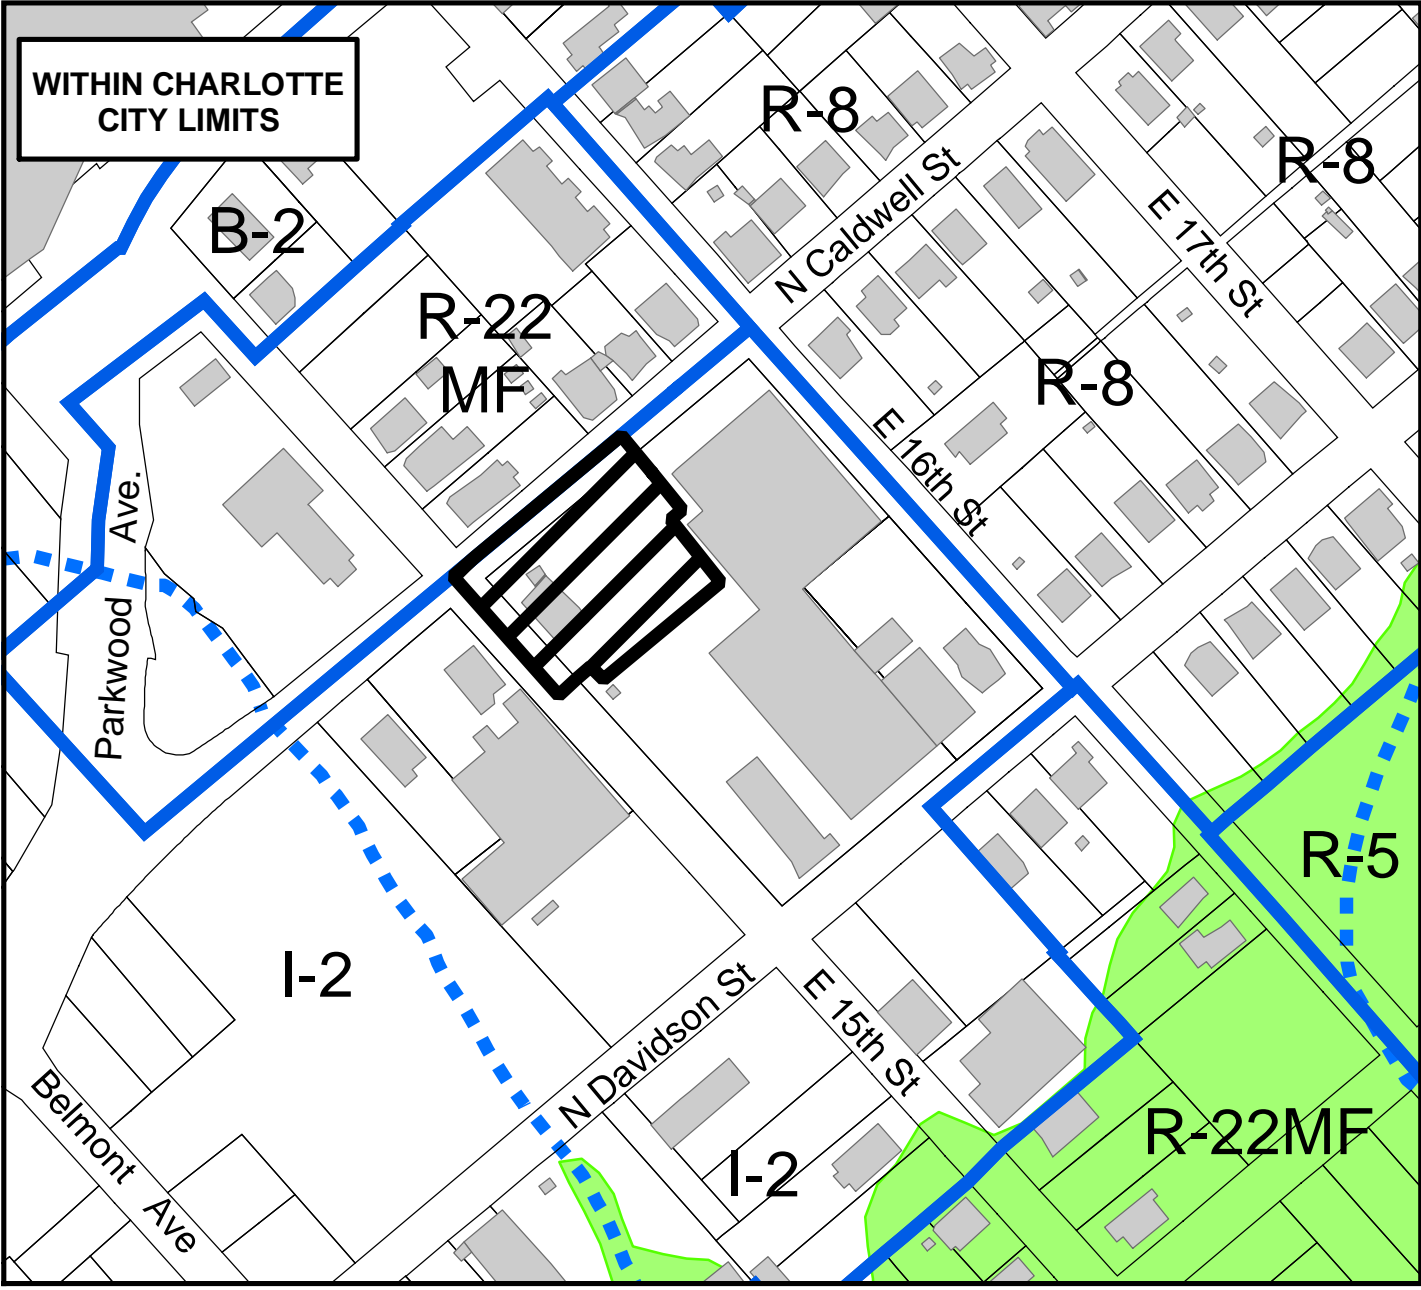 WITHIN CHARLOTTE
CITY LIMITS
R-8
R-8
B-2
N Caldwell St
E 17th St
R-22
MF
R-8
E 16th St
Parkwood Ave.
R-5
I-2
N Davidson St
E 15th St
R-22MF
Belmont Ave
I-2